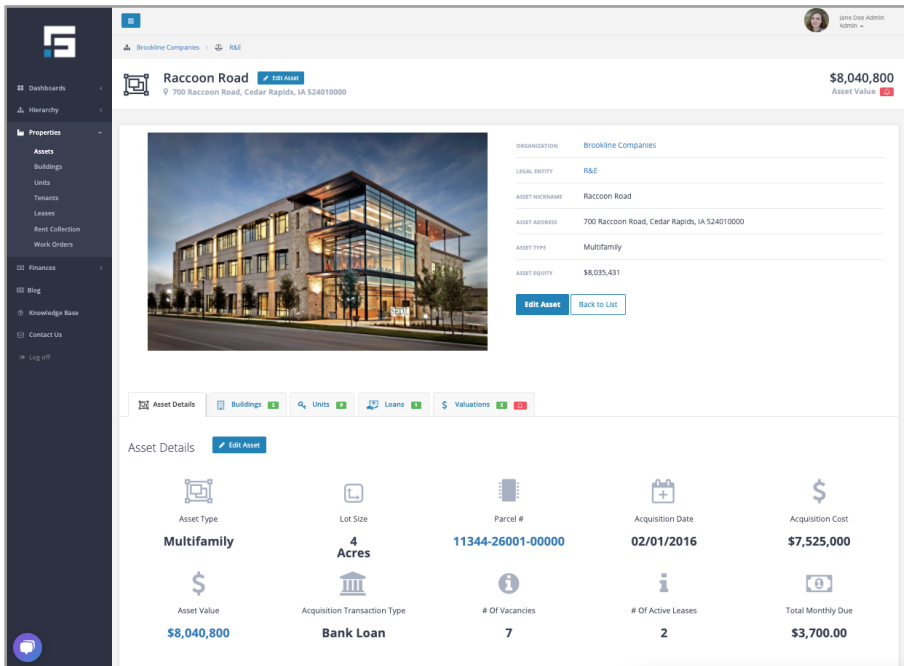 Jane Doe Admin
Admin
Brookline Companies › R&E
Raccoon Road Edit Asset
700 Raccoon Road, Cedar Rapids, IA 524010000
$8,040,800
Asset Value
Dashboards
Hierarchy
Properties
Assets
Buildings
Units
Tenants
Leases
Rent Collection
Work Orders
Finances
Blog
Knowledge Base
Contact Us
Log off
ORGANIZATION Brookline Companies
LEGAL ENTITY R&E
ASSET NICKNAME Raccoon Road
ASSET ADDRESS 700 Raccoon Road, Cedar Rapids, IA 524010000
ASSET TYPE Multifamily
ASSET EQUITY $8,035,431
Edit Asset Back to List
Asset Details Buildings 2 Units 9 Loans 1 $ Valuations 2
Asset Details Edit Asset
Asset Type Lot Size Parcel # Acquisition Date Acquisition Cost
Multifamily 4 Acres 11344-26001-00000 02/01/2016 $7,525,000
Asset Value Acquisition Transaction Type # Of Vacancies # Of Active Leases Total Monthly Due
$8,040,800 Bank Loan 7 2 $3,700.00